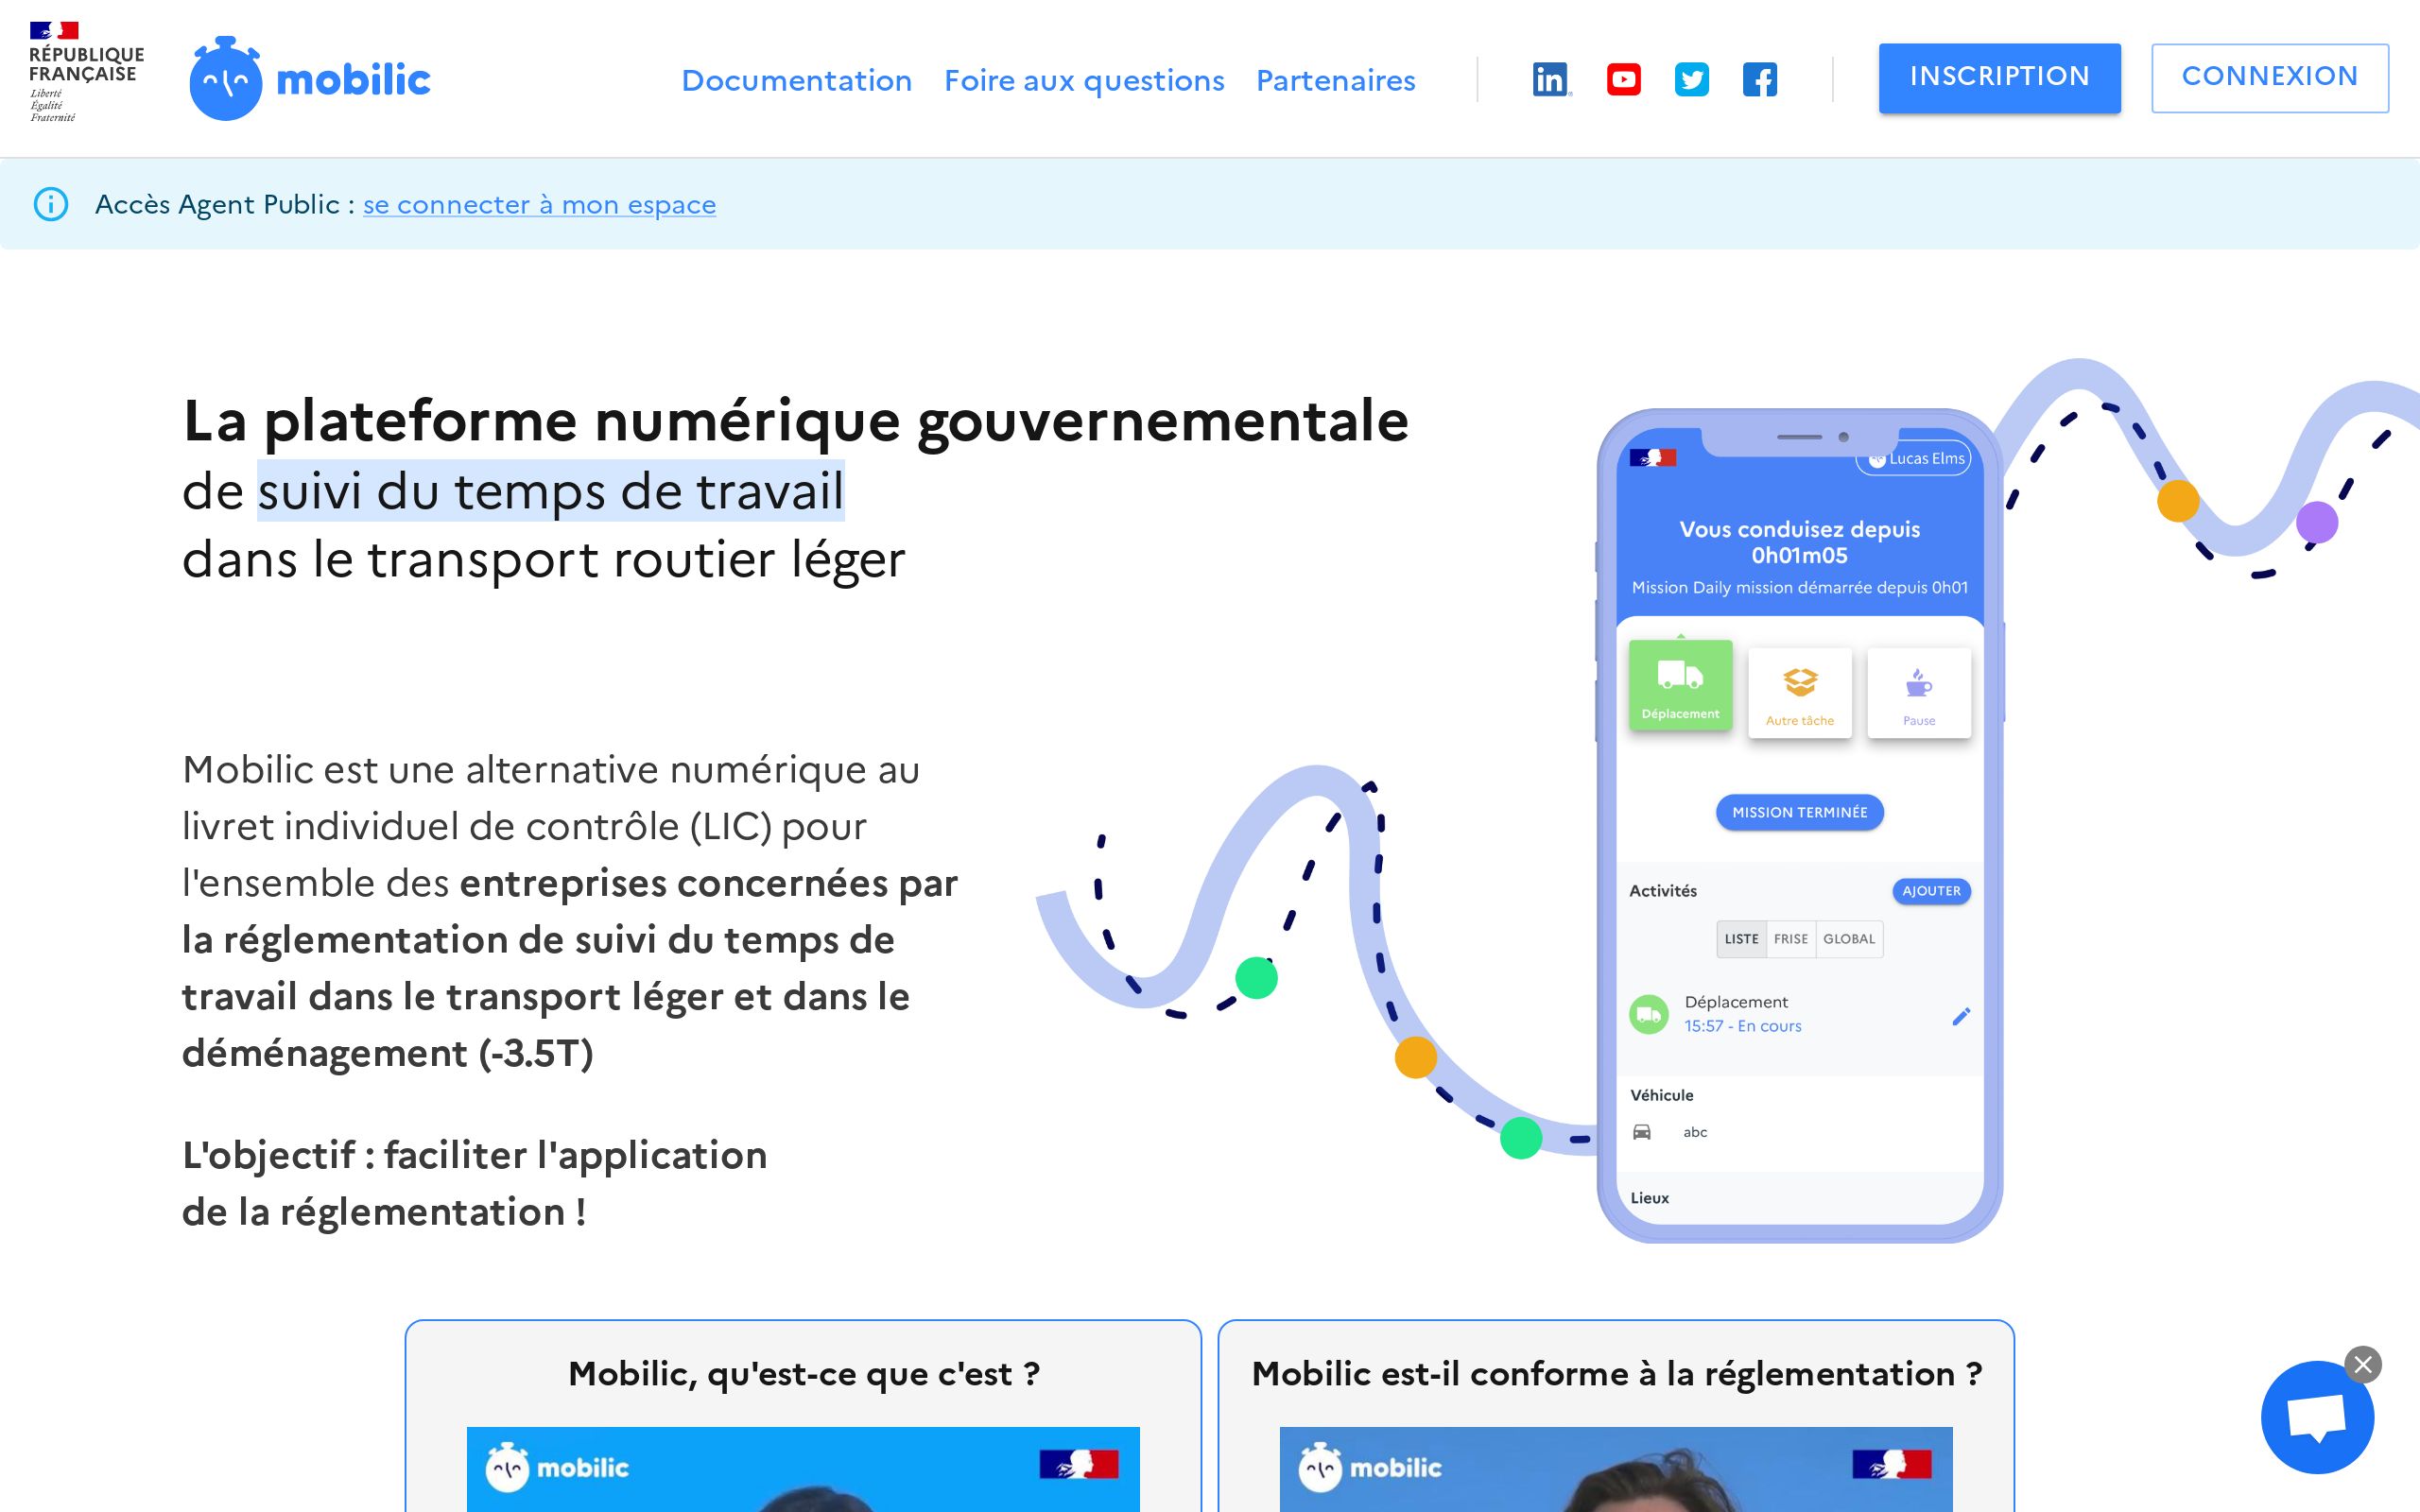 RÉPUBLIQUE
FRANÇAISE
Liberté
Égalité
Fraternité
mobilic
Documentation Foire aux questions Partenaires
INSCRIPTION
CONNEXION
Accès Agent Public : se connecter à mon espace
La plateforme numérique gouvernementale
de suivi du temps de travail
dans le transport routier léger
Mobilic est une alternative numérique au
livret individuel de contrôle (LIC) pour
l'ensemble des entreprises concernées par
la réglementation de suivi du temps de
travail dans le transport léger et dans le
déménagement (-3.5T)
L'objectif : faciliter l'application
de la réglementation !
Lucas Elms
Vous conduisez depuis
0h01m05
Mission Daily mission démarrée depuis 0h01
Déplacement
Autre tâche
Pause
MISSION TERMINÉE
Activités
AJOUTER
LISTE FRISE GLOBAL
Déplacement
15:57 - En cours
Véhicule
abc
Lieux
Mobilic, qu'est-ce que c'est ?
mobilic
Mobilic est-il conforme à la réglementation ?
mobilic